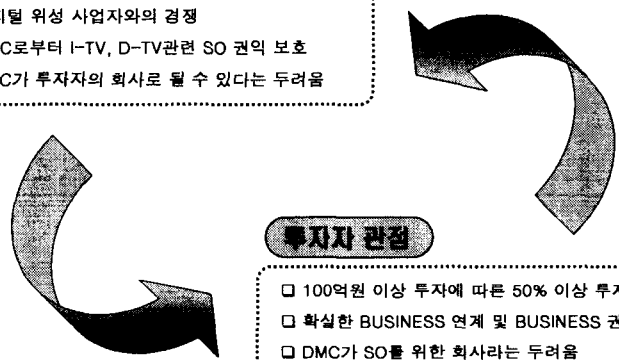 털 위성 사업자와의 경쟁
C로부터 I-TV, D-TV관련 SO 권익 보호
C가 투자자의 회사로 될 수 있다는 두려움
투자자 관점
❑ 100억원 이상 투자에 따른 50% 이상 투자
❑ 확실한 BUSINESS 연계 및 BUSINESS 권
❑ DMC가 SO를 위한 회사라는 두려움